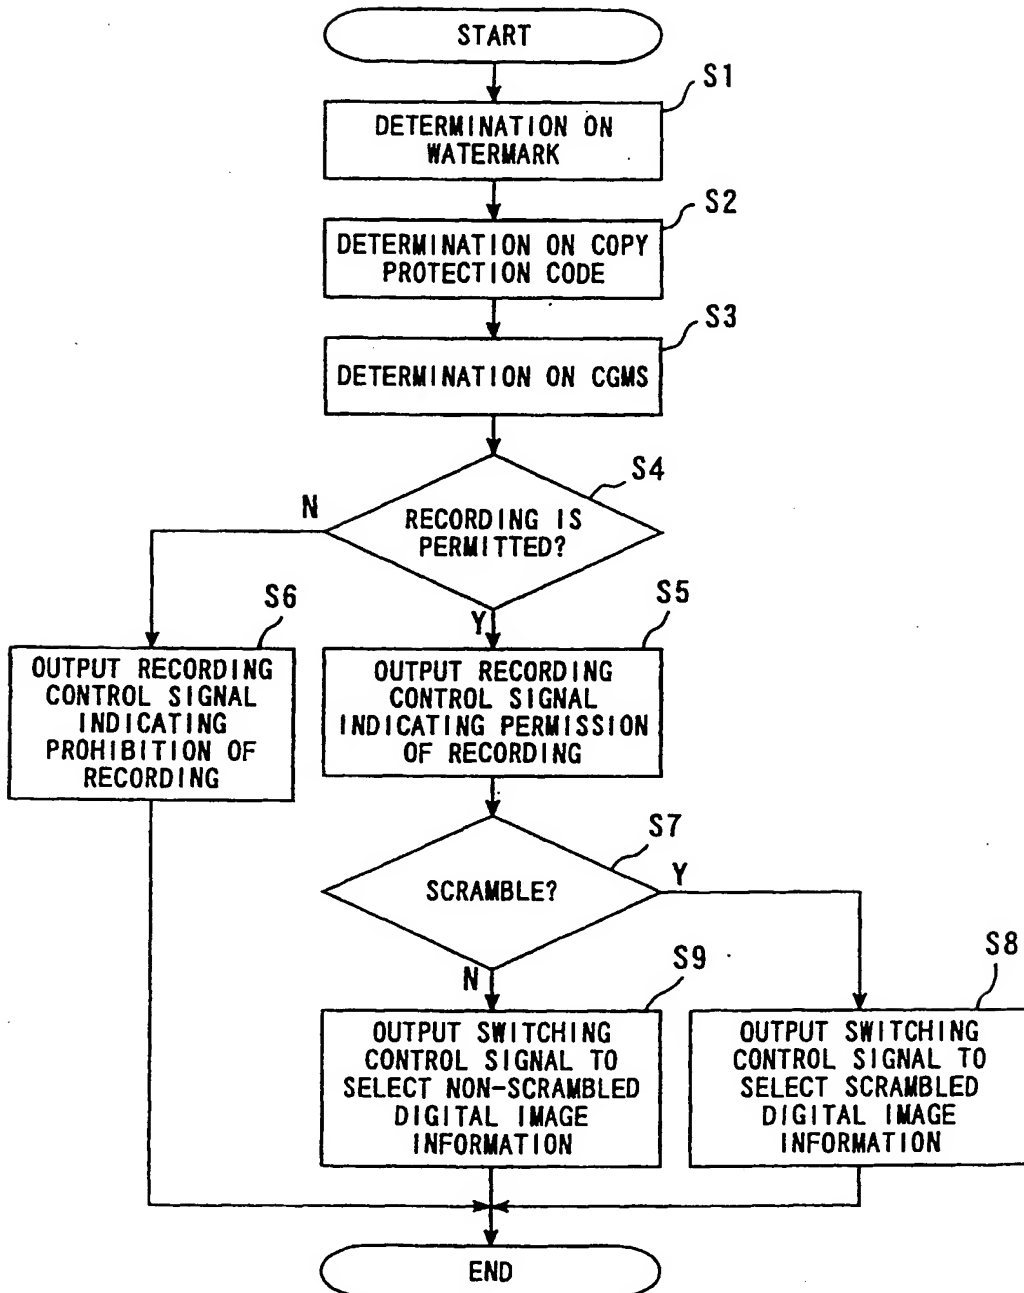 START
S1
DETERMINATION ON
WATERMARK
S2
DETERMINATION ON COPY
PROTECTION CODE
S3
DETERMINATION ON CGMS
S4
N
RECORDING IS
PERMITTED?
S6
Y
S5
OUTPUT RECORDING
CONTROL SIGNAL
INDICATING
PROHIBITION OF
RECORDING
OUTPUT RECORDING
CONTROL SIGNAL
INDICATING PERMISSION
OF RECORDING
S7
SCRAMBLE?
Y
N
S9
S8
OUTPUT SWITCHING
CONTROL SIGNAL TO
SELECT NON-SCRAMBLED
DIGITAL IMAGE
INFORMATION
OUTPUT SWITCHING
CONTROL SIGNAL TO
SELECT SCRAMBLED
DIGITAL IMAGE
INFORMATION
END